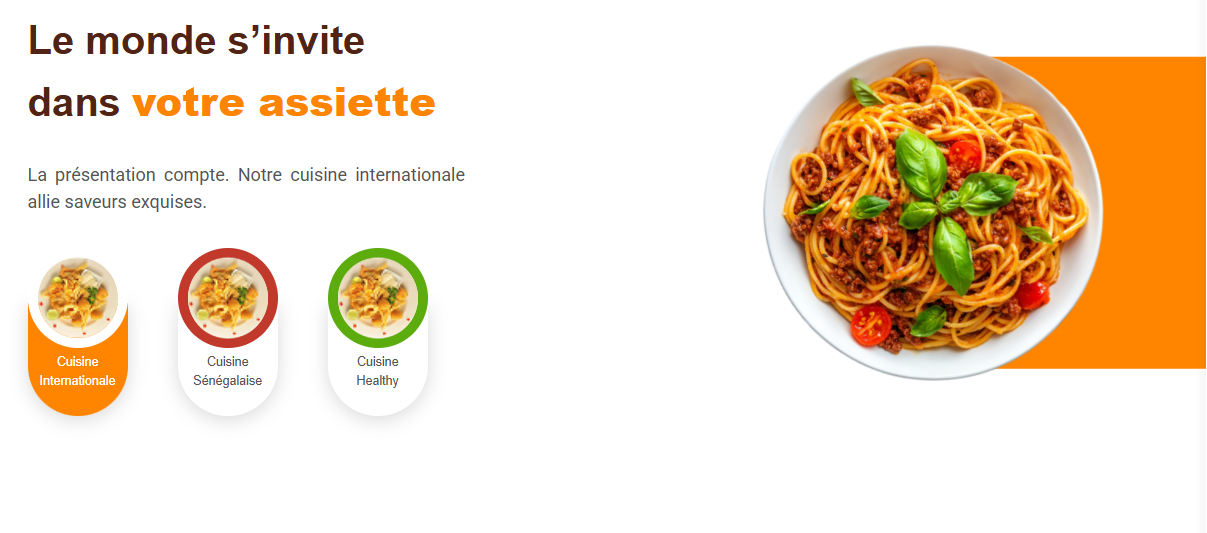 Le monde s’invite
dans votre assiette
La présentation compte. Notre cuisine internationale
allie saveurs exquises.
Cuisine
Internationale
Cuisine
Sénégalaise
Cuisine
Healthy